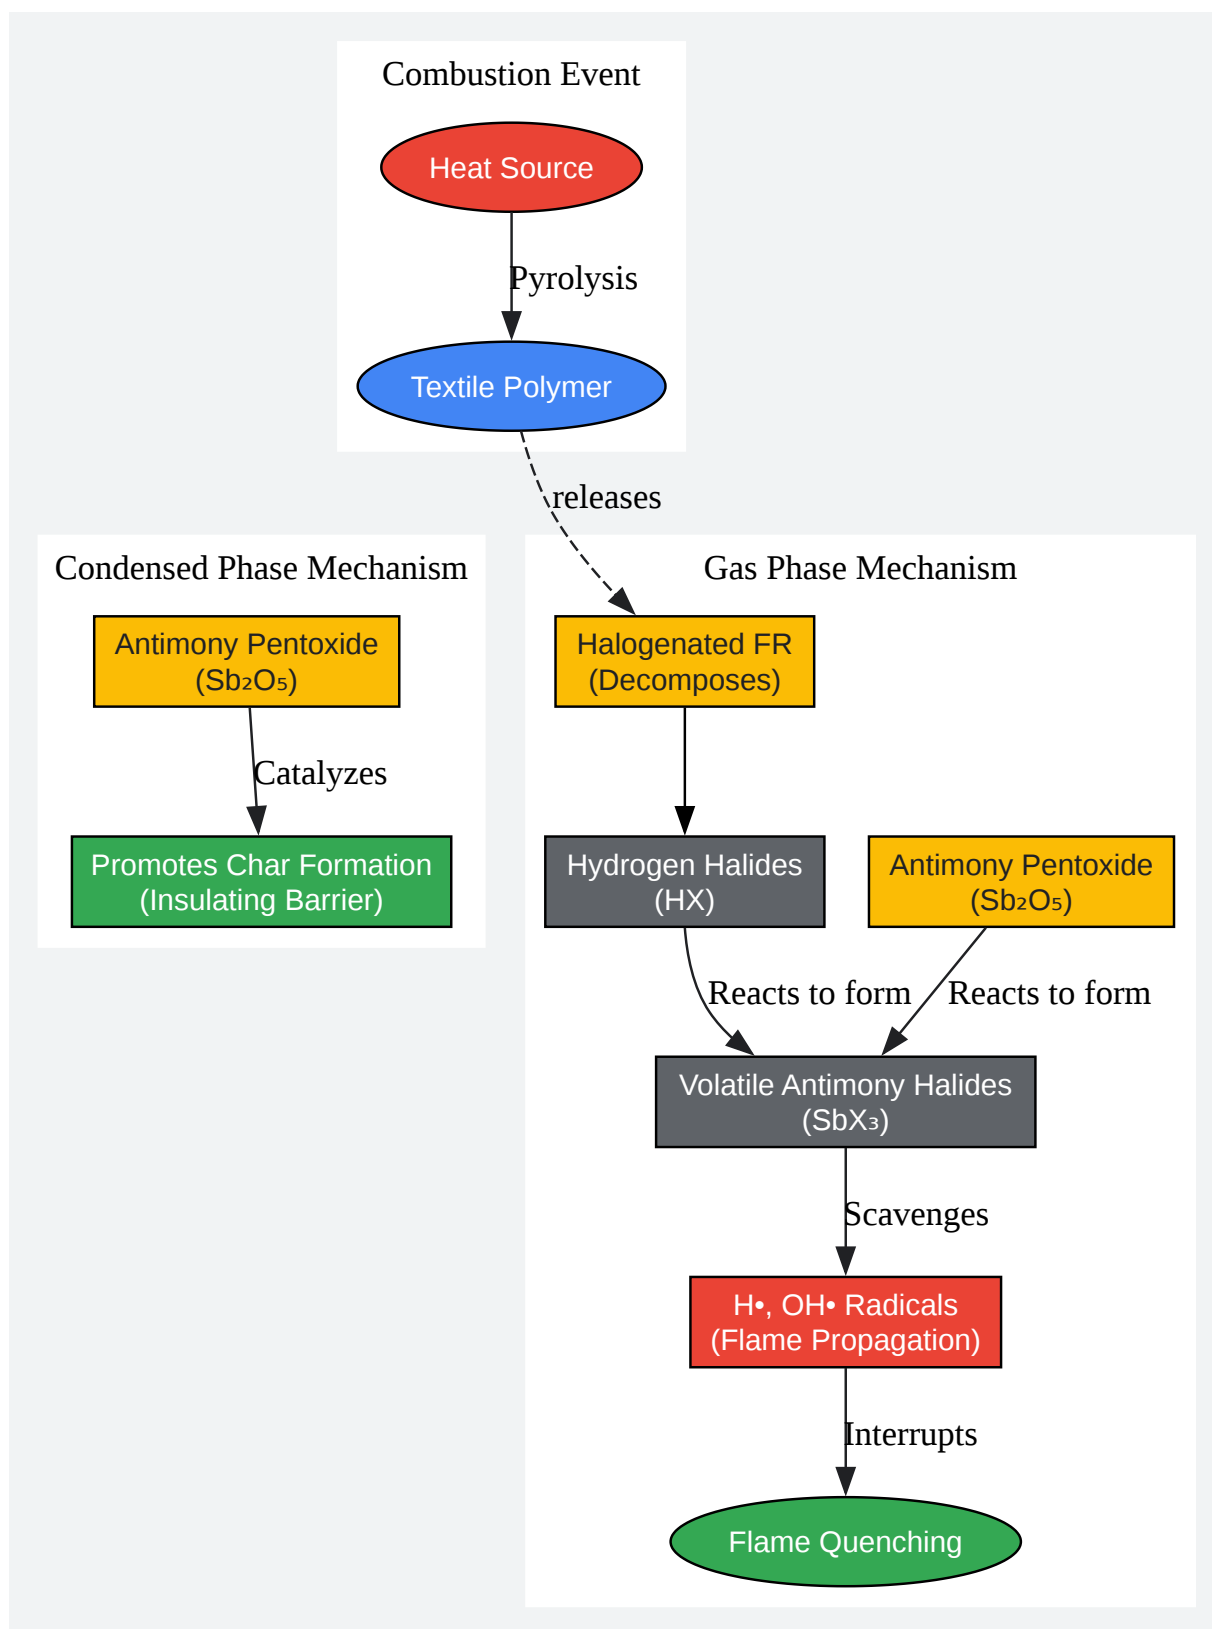 Combustion Event
Heat Source
Pyrolysis
Textile Polymer
releases
Condensed Phase Mechanism
Antimony Pentoxide
(Sb₂O₅)
Catalyzes
Promotes Char Formation
(Insulating Barrier)
Gas Phase Mechanism
Halogenated FR
(Decomposes)
Hydrogen Halides
(HX)
Antimony Pentoxide
(Sb₂O₅)
Reacts to form
Reacts to form
Volatile Antimony Halides
(SbX₃)
Scavenges
H•, OH• Radicals
(Flame Propagation)
Interrupts
Flame Quenching